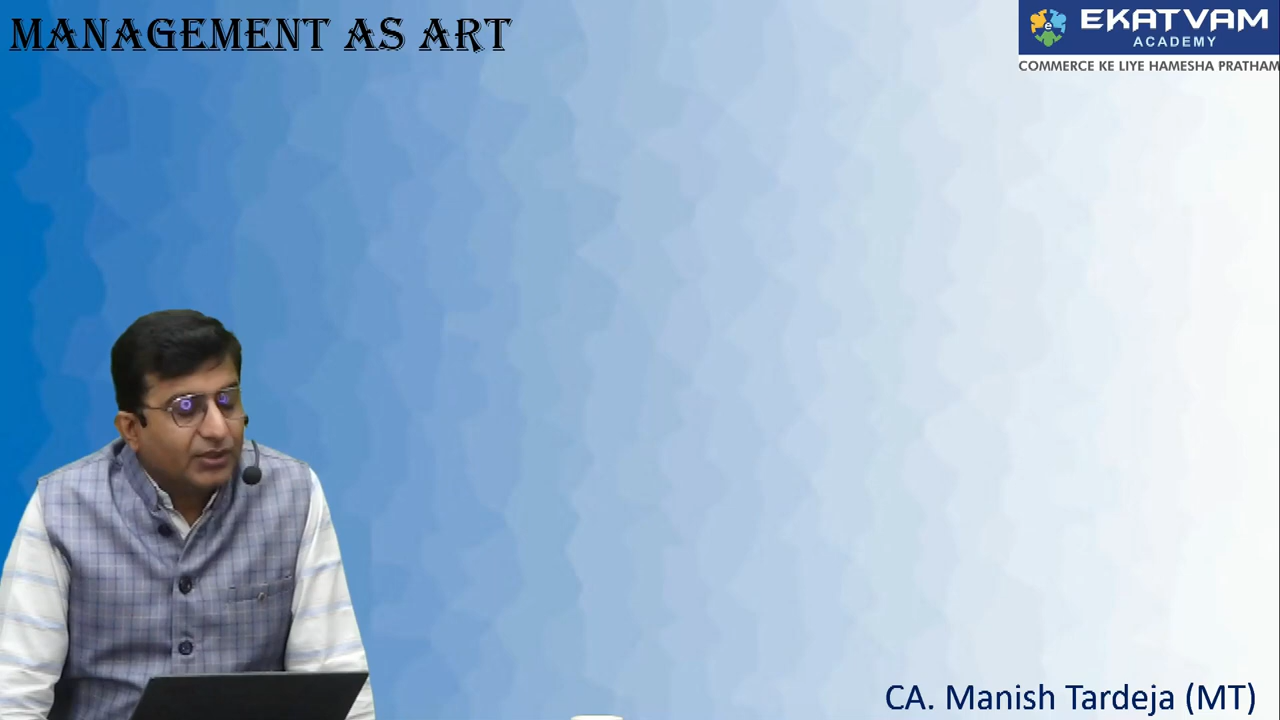 MANAGEMENT AS ART
EKATVAM
ACADEMY
COMMERCE KE LIYE HAMESHA PRATHAM
CA. Manish Tardeja (MT)